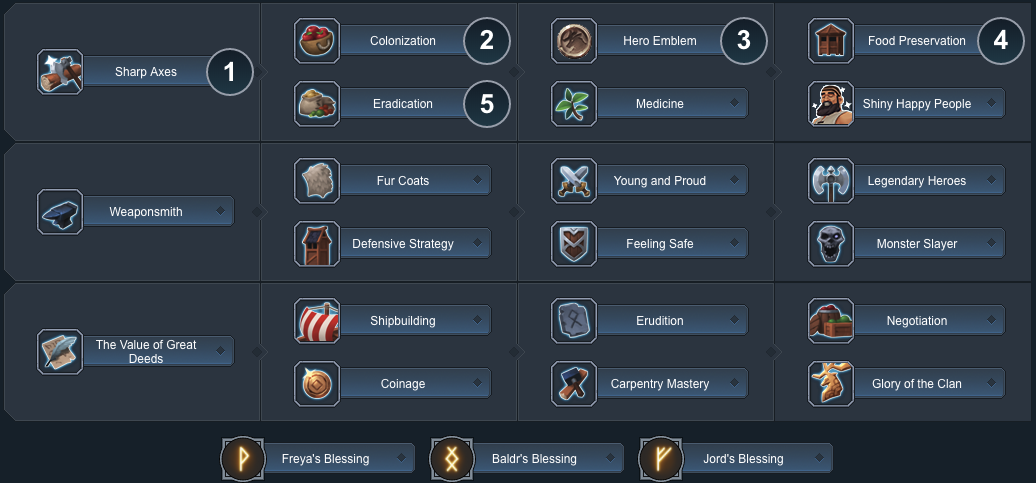 Sharp Axes 1
Colonization 2
Hero Emblem 3
Food Preservation 4
Eradication 5
Medicine
Shiny Happy People
Weaponsmith
Fur Coats
Young and Proud
Legendary Heroes
Defensive Strategy
Feeling Safe
Monster Slayer
The Value of Great
Deeds
Shipbuilding
Erudition
Negotiation
Coinage
Carpentry Mastery
Glory of the Clan
Freya's Blessing
Baldr's Blessing
Jord's Blessing